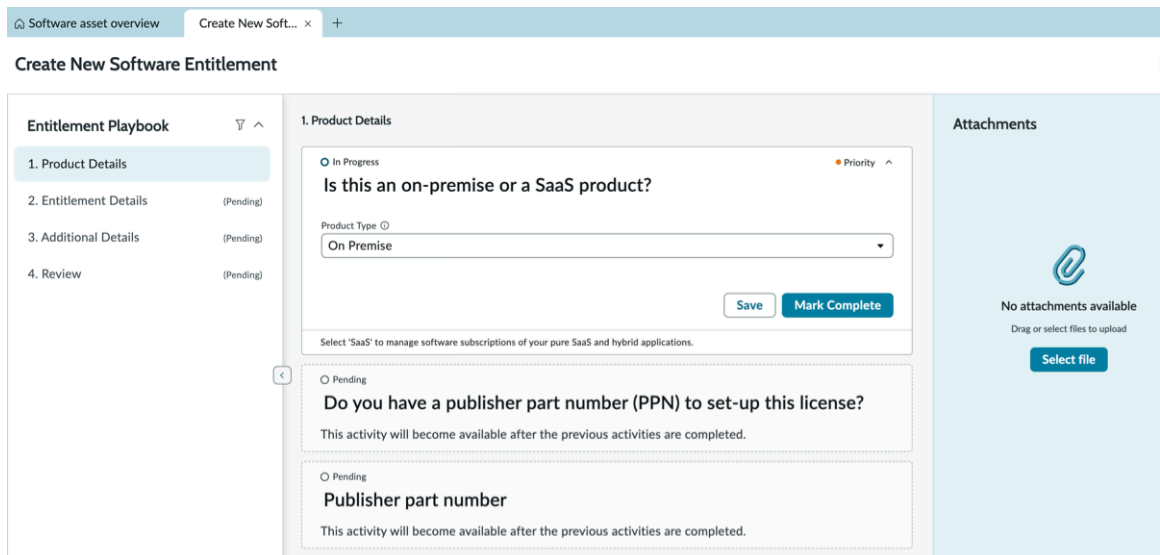 Software asset overview
Create New Soft... ×
+
Create New Software Entitlement
Entitlement Playbook
1. Product Details
2. Entitlement Details (Pending)
3. Additional Details (Pending)
4. Review (Pending)
1. Product Details
In Progress
Priority
Is this an on-premise or a SaaS product?
Product Type
On Premise
Save
Mark Complete
Select 'SaaS' to manage software subscriptions of your pure SaaS and hybrid applications.
Pending
Do you have a publisher part number (PPN) to set-up this license?
This activity will become available after the previous activities are completed.
Pending
Publisher part number
This activity will become available after the previous activities are completed.
Attachments
No attachments available
Drag or select files to upload
Select file